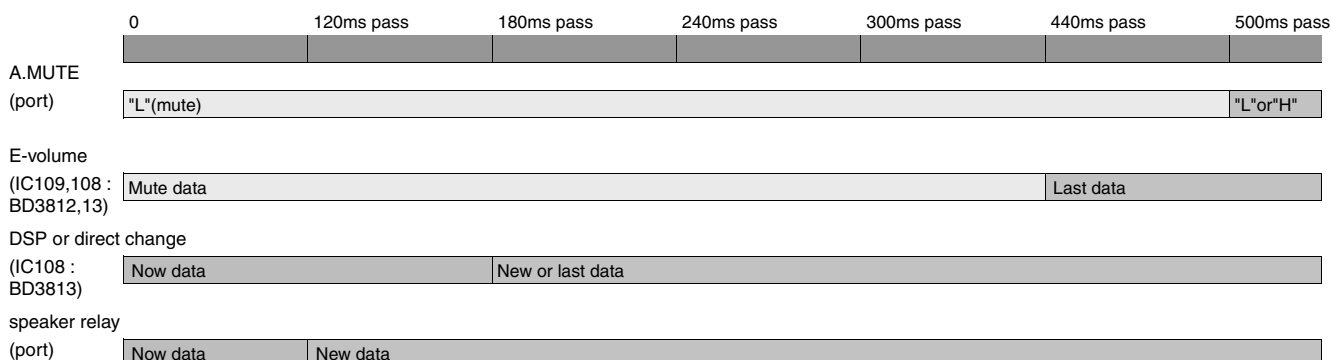 0 120ms pass 180ms pass 240ms pass 300ms pass 440ms pass 500ms pass
A.MUTE
(port) "L"(mute) "L"or"H"
E-volume
(IC109,108 : Mute data Last data
BD3812,13)
DSP or direct change
(IC108 : Now data New or last data
BD3813)
speaker relay
(port) Now data New data